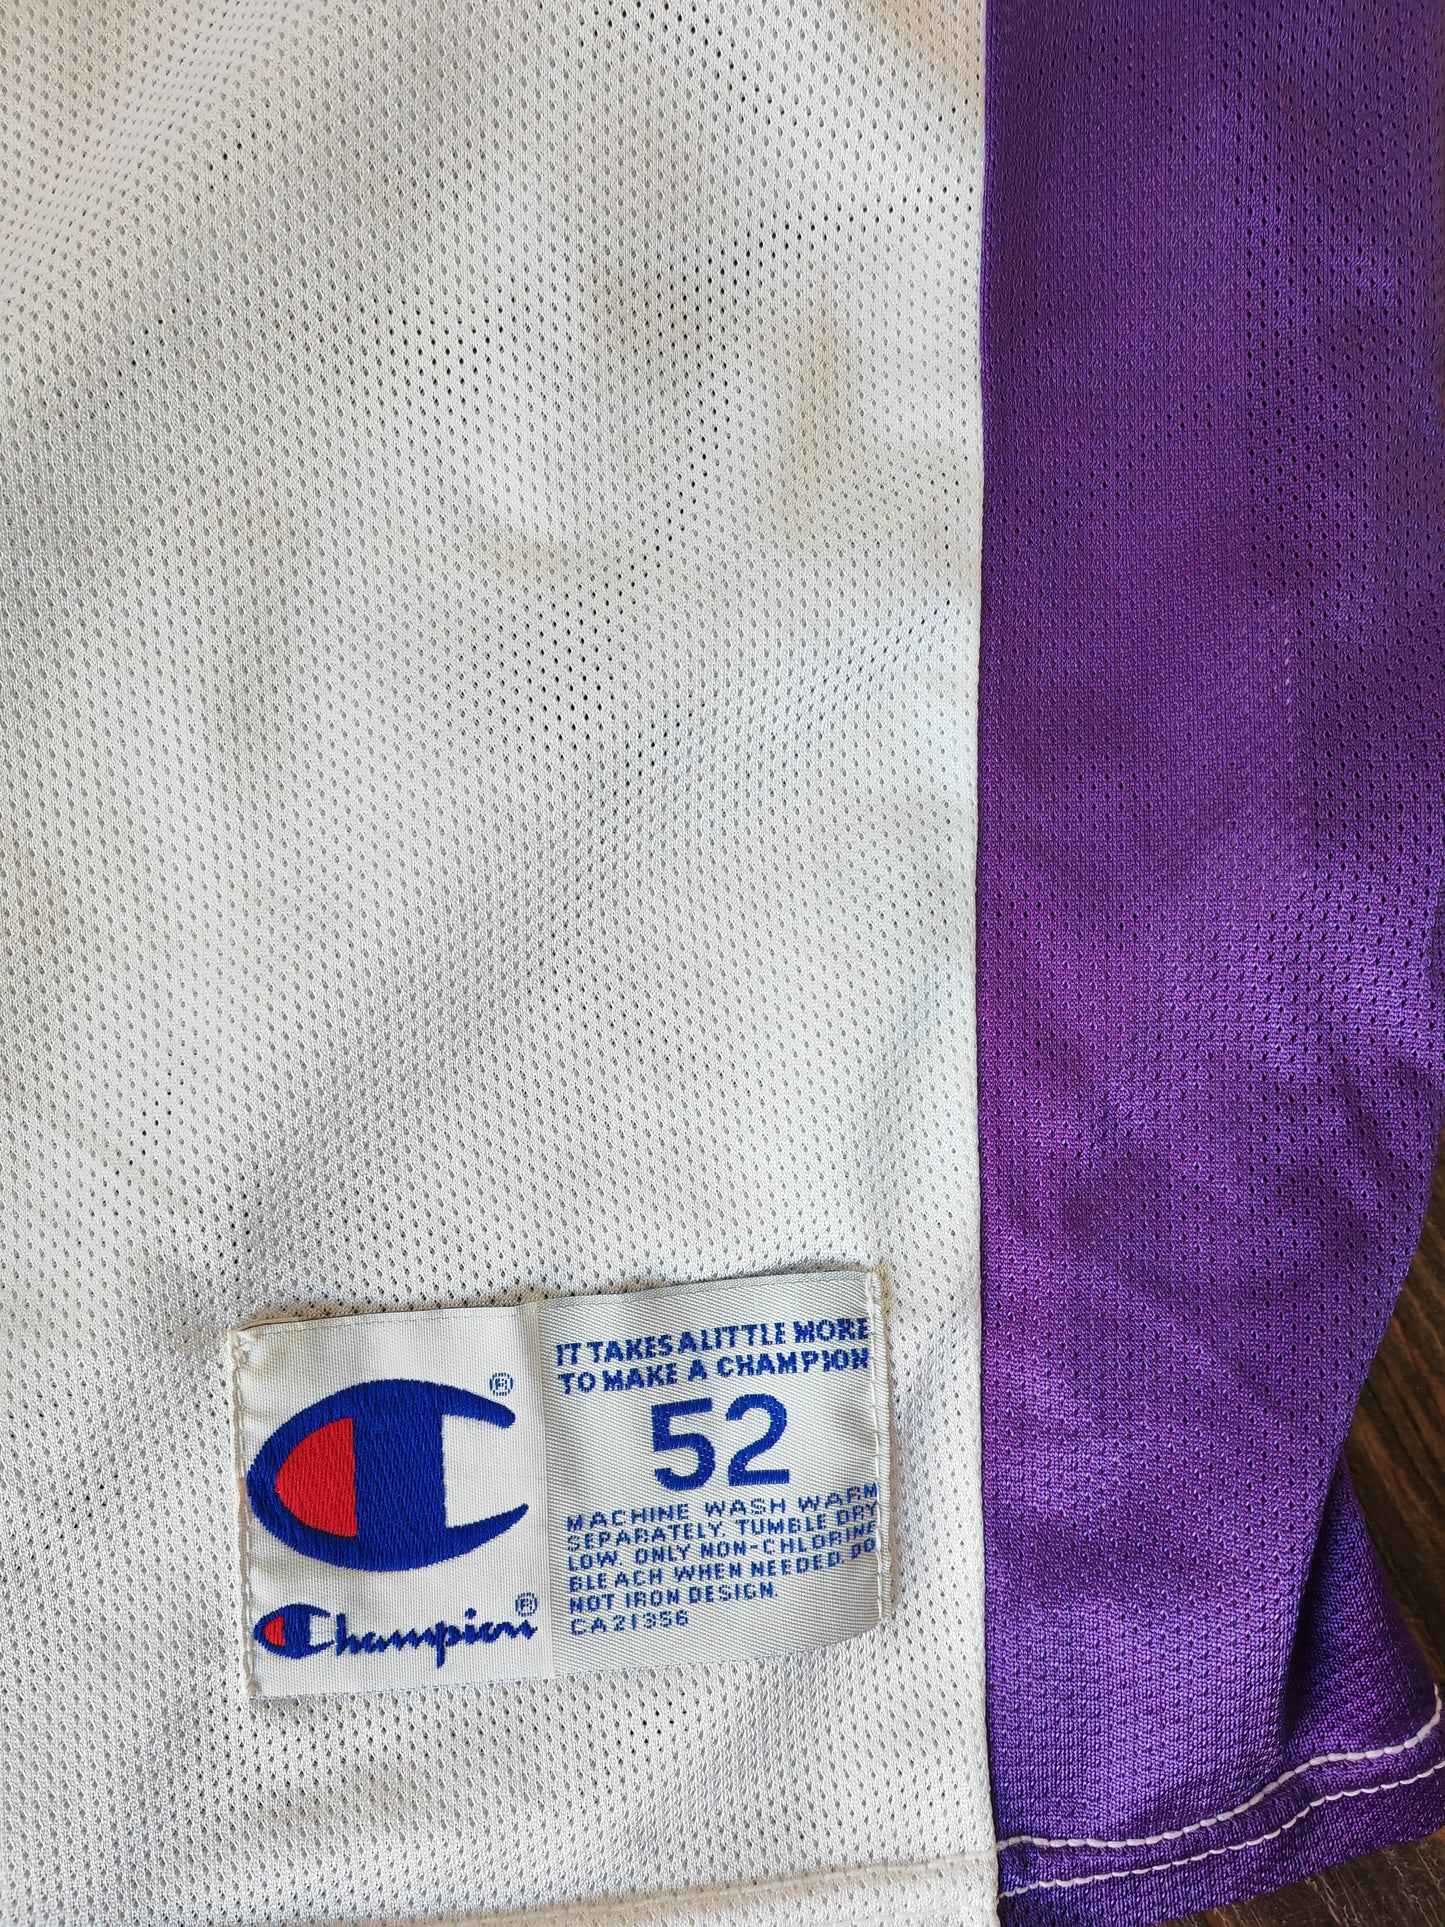 IT TAKES A LITTLE MORE
TO MAKE A CHAMPION
52
MACHINE WASH WARM
SEPARATELY, TUMBLE DRY
LOW. ONLY NON-CHLORINE
BLEACH WHEN NEEDED. DO
NOT IRON DESIGN.
CA21356
®
Champion®